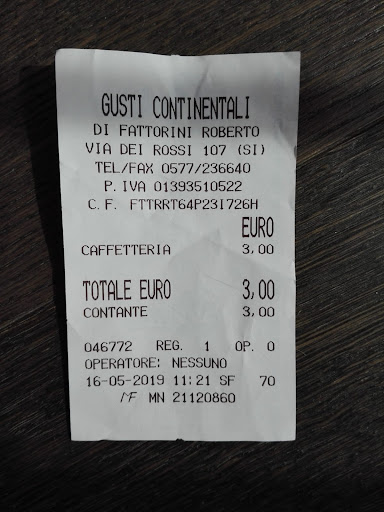 GUSTI CONTINENTALI
DI FATTORINI ROBERTO
VIA DEI ROSSI 107 (SI)
TEL/FAX 0577/236640
P.IVA 01393510522
C.F. FTTRRT64P23I726H
EURO
CAFFETTERIA 3,00
TOTALE EURO 3,00
CONTANTE 3,00
046772 REG. 1 OP. 0
OPERATORE: NESSUNO
16-05-2019 11:21 SF 70
MF MN 21120860